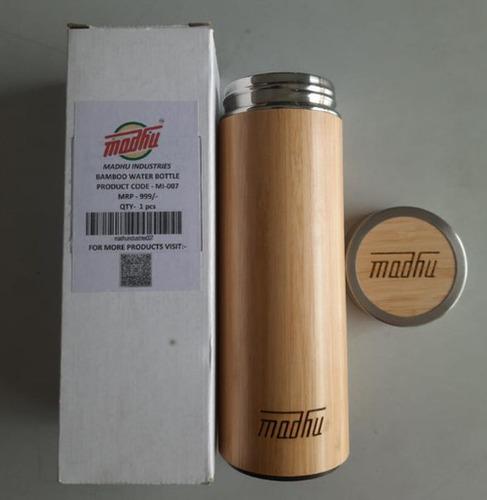 madhu
MADHU INDUSTRIES
BAMBOO WATER BOTTLE
PRODUCT CODE - MI-007
MRP - 999/-
QTY- 1 pcs
FOR MORE PRODUCTS VISIT:-
madhu
madhu